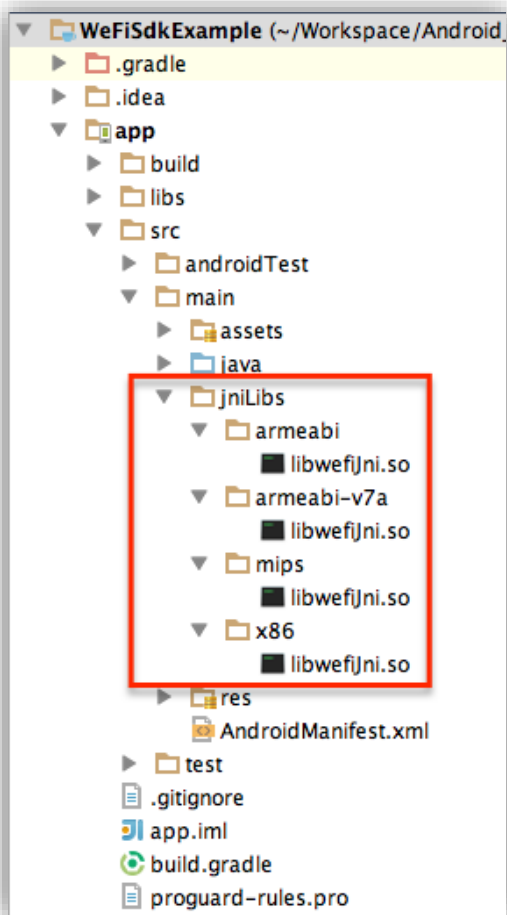 WeFiSdkExample (~/Workspace/Android_
.gradle
.idea
app
build
libs
src
androidTest
main
assets
java
jniLibs
armeabi
libwefiJni.so
armeabi-v7a
libwefiJni.so
mips
libwefiJni.so
x86
libwefiJni.so
res
AndroidManifest.xml
test
.gitignore
app.iml
build.gradle
proguard-rules.pro